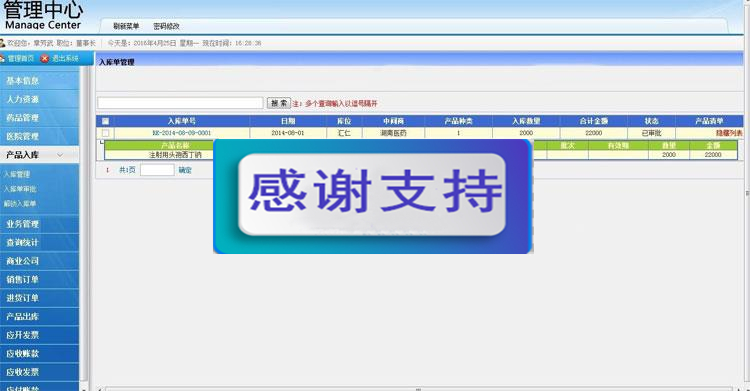 管理中心
Manage Center
刷新菜单 密码修改
欢迎您，章芳武 职位：董事长 今天是：2016年4月25日 星期一 现在时间：16:28:36
管理首页 退出系统
入库单管理
基本信息
人力资源
药品管理
医院管理
产品入库
入库管理
入库单审批
解锁入库单
业务管理
查询统计
商业公司
销售订单
进货订单
产品出库
应开发票
应收账款
应收发票
应付账款
搜 索 注：多个查询输入以逗号隔开
入库单号 日期 库位 中间商 产品种类 入库数量 合计金额 状态 产品清单
RK-2014-08-09-0001 2014-08-01 汇仁 湖南医药 1 2000 22000 已审批 隐藏列表
产品名称 批次 有效期 数量 金额
注射用头孢西丁钠 2000 22000
1 共1页 确定
感谢支持